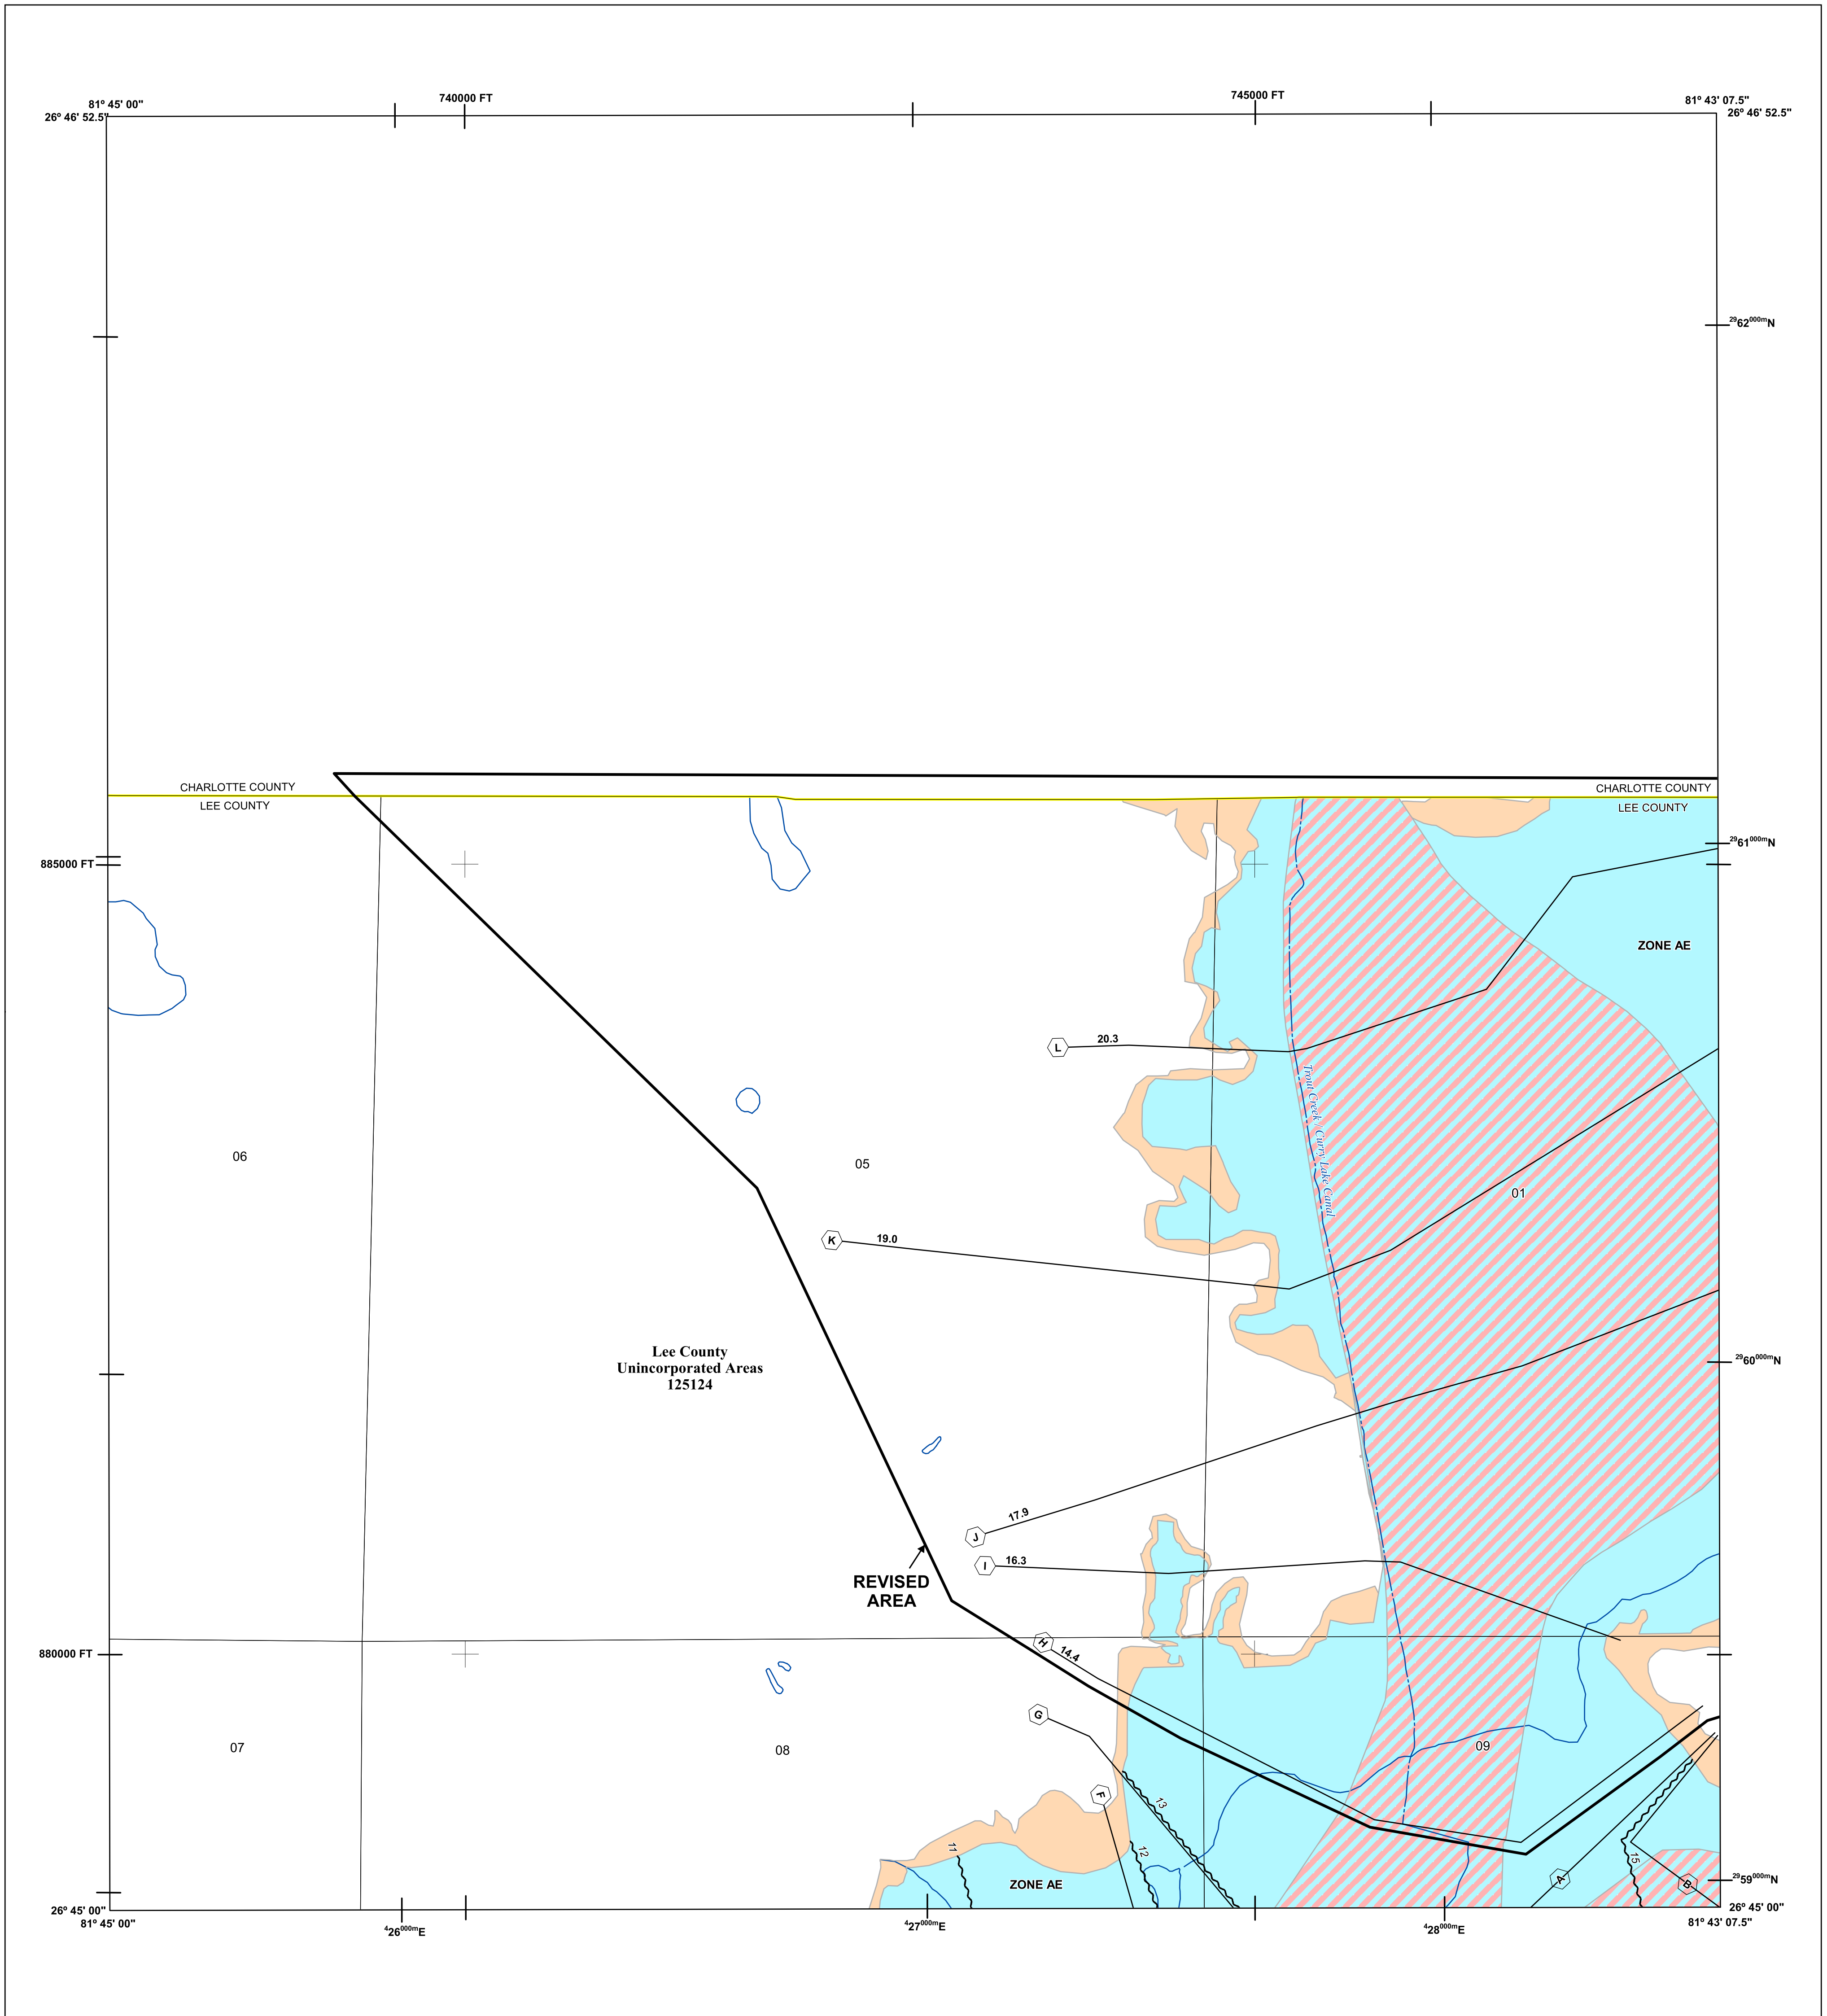 81° 45' 00"
740000 FT
745000 FT
81° 43' 07.5"
26° 46' 52.5"
26° 46' 52.5"
2962000mN
CHARLOTTE COUNTY
CHARLOTTE COUNTY
LEE COUNTY
LEE COUNTY
2961000mN
885000 FT
ZONE AE
L
20.3
Trout Creek / Curry Lake Canal
06
05
01
K
19.0
Lee County
Unincorporated Areas
125124
2960000mN
J
17.9
I
16.3
REVISED
AREA
H
14.4
880000 FT
G
07
08
09
F
13
11
12
15
ZONE AE
A
B
2959000mN
26° 45' 00"
26° 45' 00"
81° 45' 00"
426000mE
427000mE
428000mE
81° 43' 07.5"